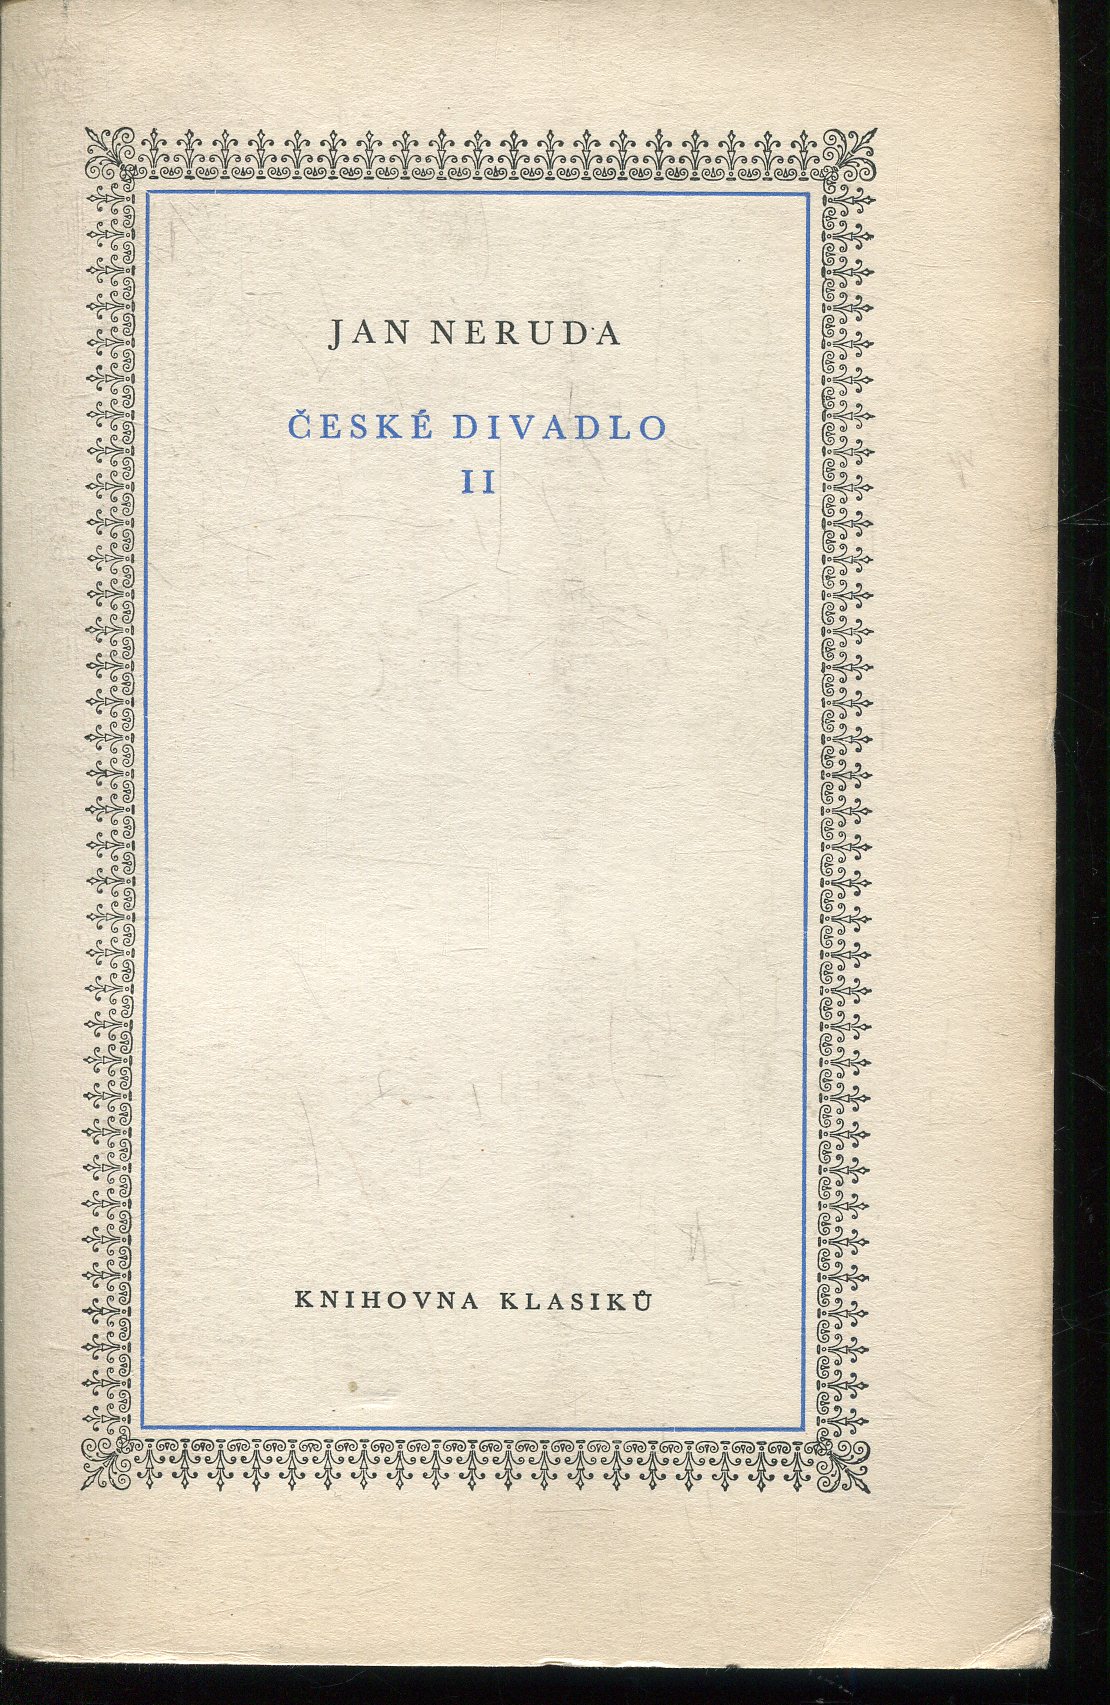 JAN NERUDA
ČESKÉ DIVADLO
II
KNIHOVNA KLASIKŮ